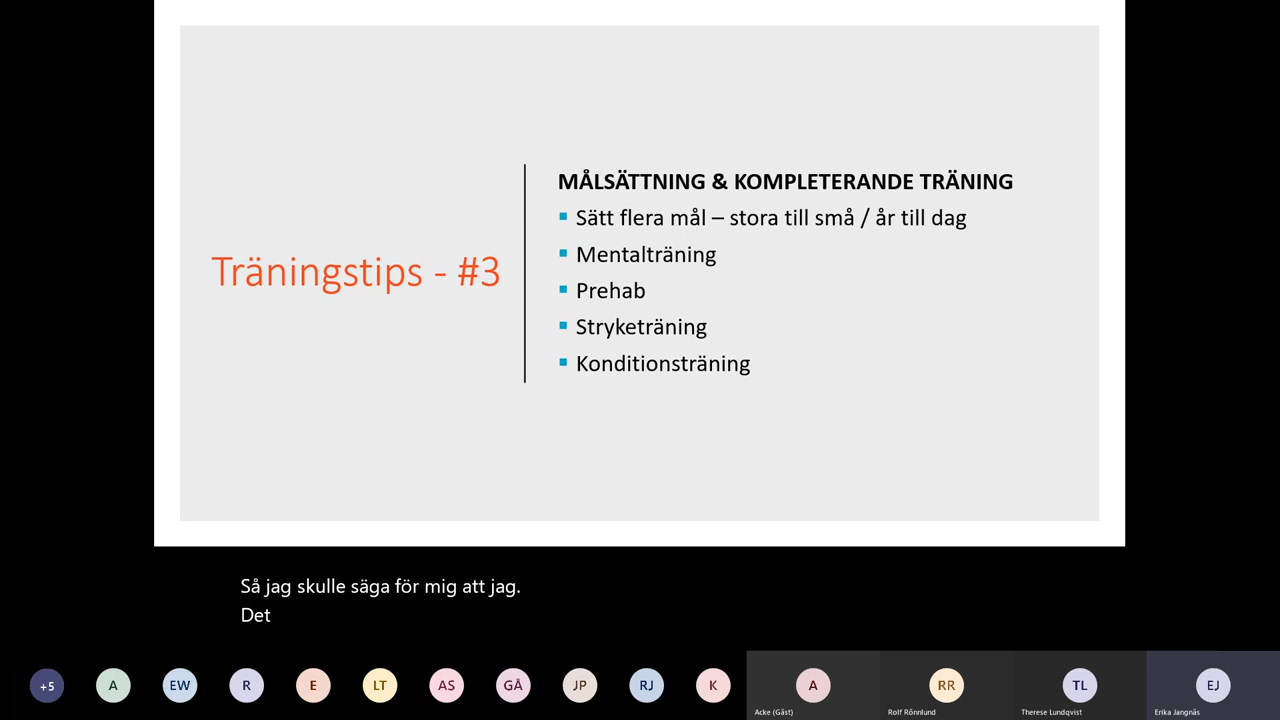 Träningstips - #3
MÅLSÄTTNING & KOMPLETERANDE TRÄNING
Sätt flera mål – stora till små / år till dag
Mentalträning
Prehab
Stryketräning
Konditionsträning
Så jag skulle säga för mig att jag.
Det
+5
A
EW
R
E
LT
AS
GÅ
JP
RJ
K
A
RR
TL
EJ
Acke (Gäst)
Rolf Rönnlund
Therese Lundqvist
Erika Jangnäs